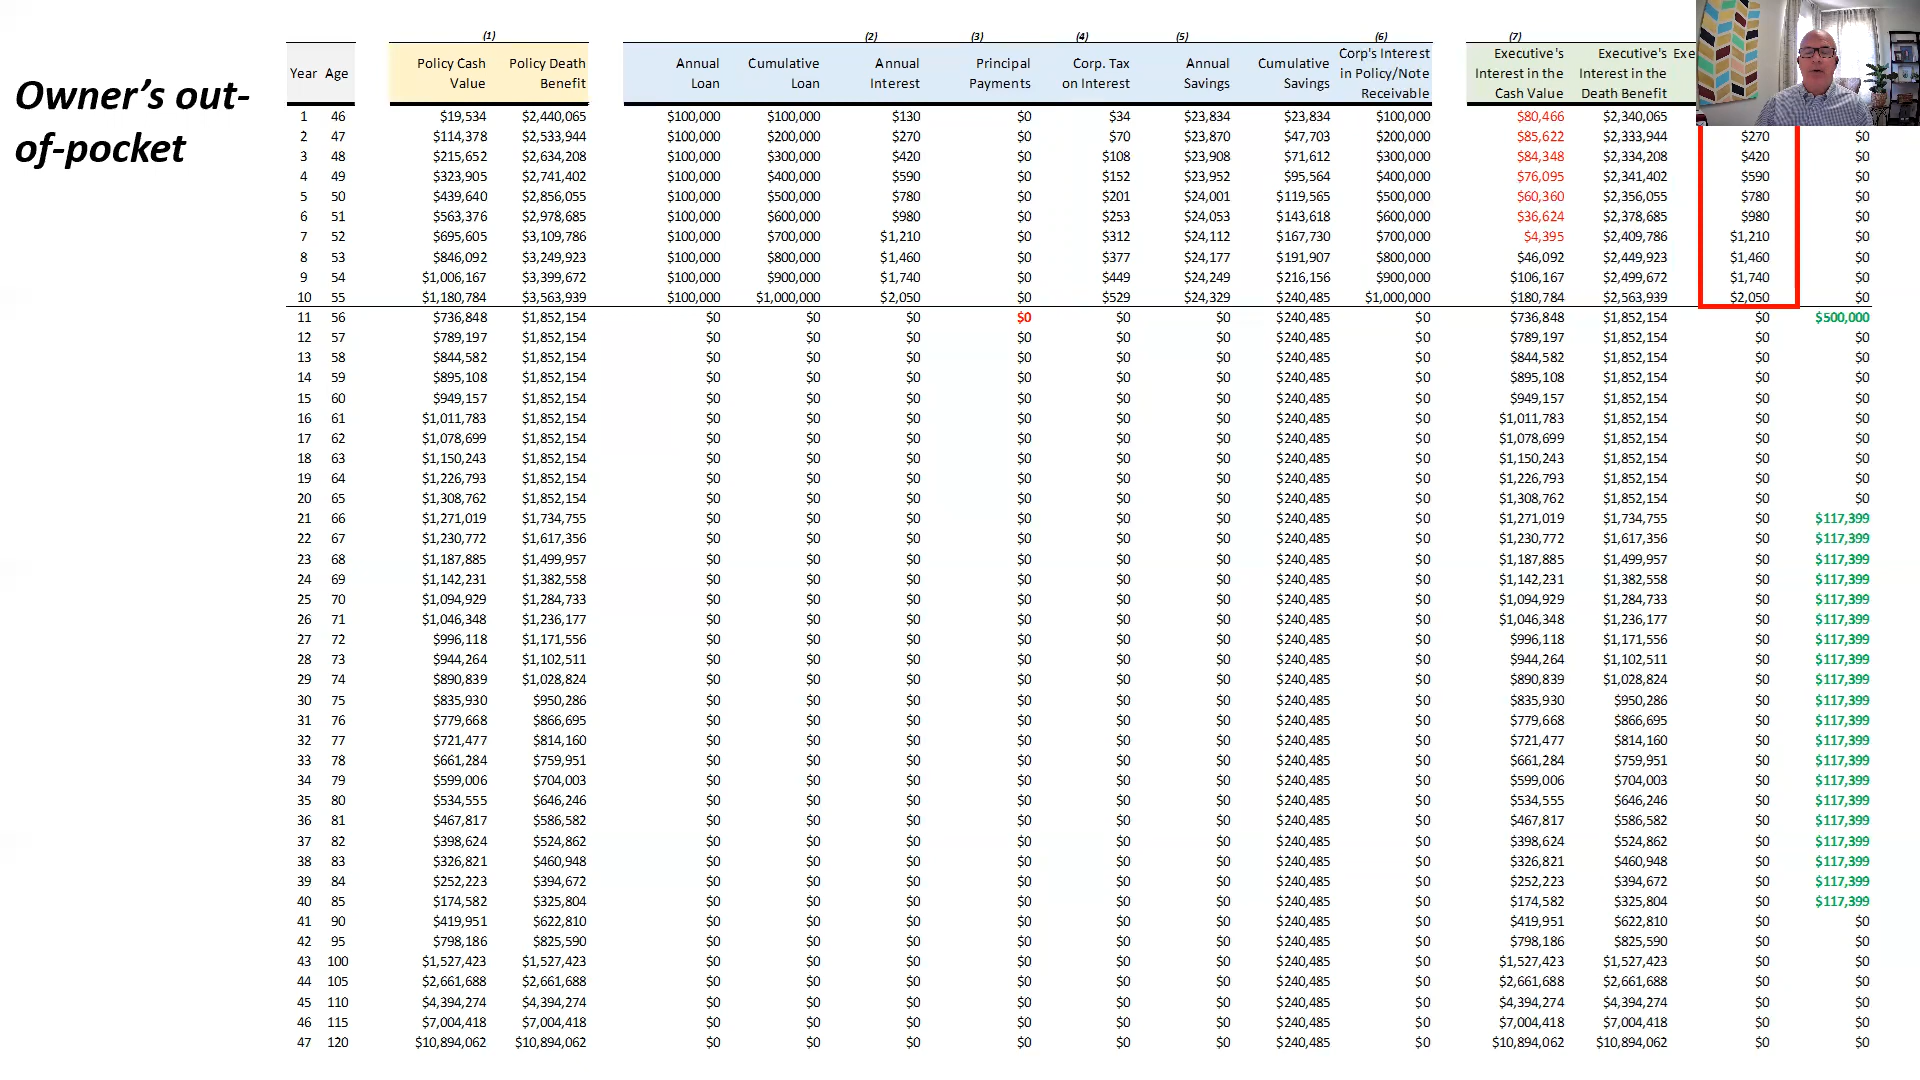 Owner's out-
of-pocket
(1) (2) (3) (4) (5) (6) (7)
Corp's Interest Executive's Executive's Exe
Year Age Policy Cash Policy Death Annual Cumulative Annual Principal Corp. Tax Annual Cumulative in Policy/Note Interest in the Interest in the
Value Benefit Loan Loan Interest Payments on Interest Savings Savings Receivable Cash Value Death Benefit
1 46 $19,534 $2,440,065 $100,000 $100,000 $130 $0 $34 $23,834 $23,834 $100,000 $80,466 $2,340,065
2 47 $114,378 $2,533,944 $100,000 $200,000 $270 $0 $70 $23,870 $47,703 $200,000 $85,622 $2,333,944 $270 $0
3 48 $215,652 $2,634,208 $100,000 $300,000 $420 $0 $108 $23,908 $71,612 $300,000 $84,348 $2,334,208 $420 $0
4 49 $323,905 $2,741,402 $100,000 $400,000 $590 $0 $152 $23,952 $95,564 $400,000 $76,095 $2,341,402 $590 $0
5 50 $439,640 $2,856,055 $100,000 $500,000 $780 $0 $201 $24,001 $119,565 $500,000 $60,360 $2,356,055 $780 $0
6 51 $563,376 $2,978,685 $100,000 $600,000 $980 $0 $253 $24,053 $143,618 $600,000 $36,624 $2,378,685 $980 $0
7 52 $695,605 $3,109,786 $100,000 $700,000 $1,210 $0 $312 $24,112 $167,730 $700,000 $4,395 $2,409,786 $1,210 $0
8 53 $846,092 $3,249,923 $100,000 $800,000 $1,460 $0 $377 $24,177 $191,907 $800,000 $46,092 $2,449,923 $1,460 $0
9 54 $1,006,167 $3,399,672 $100,000 $900,000 $1,740 $0 $449 $24,249 $216,156 $900,000 $106,167 $2,499,672 $1,740 $0
10 55 $1,180,784 $3,563,939 $100,000 $1,000,000 $2,050 $0 $529 $24,329 $240,485 $1,000,000 $180,784 $2,563,939 $2,050 $0
11 56 $736,848 $1,852,154 $0 $0 $0 $0 $0 $0 $240,485 $0 $736,848 $1,852,154 $0 $500,000
12 57 $789,197 $1,852,154 $0 $0 $0 $0 $0 $0 $240,485 $0 $789,197 $1,852,154 $0 $0
13 58 $844,582 $1,852,154 $0 $0 $0 $0 $0 $0 $240,485 $0 $844,582 $1,852,154 $0 $0
14 59 $895,108 $1,852,154 $0 $0 $0 $0 $0 $0 $240,485 $0 $895,108 $1,852,154 $0 $0
15 60 $949,157 $1,852,154 $0 $0 $0 $0 $0 $0 $240,485 $0 $949,157 $1,852,154 $0 $0
16 61 $1,011,783 $1,852,154 $0 $0 $0 $0 $0 $0 $240,485 $0 $1,011,783 $1,852,154 $0 $0
17 62 $1,078,699 $1,852,154 $0 $0 $0 $0 $0 $0 $240,485 $0 $1,078,699 $1,852,154 $0 $0
18 63 $1,150,243 $1,852,154 $0 $0 $0 $0 $0 $0 $240,485 $0 $1,150,243 $1,852,154 $0 $0
19 64 $1,226,793 $1,852,154 $0 $0 $0 $0 $0 $0 $240,485 $0 $1,226,793 $1,852,154 $0 $0
20 65 $1,308,762 $1,852,154 $0 $0 $0 $0 $0 $0 $240,485 $0 $1,308,762 $1,852,154 $0 $0
21 66 $1,271,019 $1,734,755 $0 $0 $0 $0 $0 $0 $240,485 $0 $1,271,019 $1,734,755 $0 $117,399
22 67 $1,230,772 $1,617,356 $0 $0 $0 $0 $0 $0 $240,485 $0 $1,230,772 $1,617,356 $0 $117,399
23 68 $1,187,885 $1,499,957 $0 $0 $0 $0 $0 $0 $240,485 $0 $1,187,885 $1,499,957 $0 $117,399
24 69 $1,142,231 $1,382,558 $0 $0 $0 $0 $0 $0 $240,485 $0 $1,142,231 $1,382,558 $0 $117,399
25 70 $1,094,929 $1,284,733 $0 $0 $0 $0 $0 $0 $240,485 $0 $1,094,929 $1,284,733 $0 $117,399
26 71 $1,046,348 $1,236,177 $0 $0 $0 $0 $0 $0 $240,485 $0 $1,046,348 $1,236,177 $0 $117,399
27 72 $996,118 $1,171,556 $0 $0 $0 $0 $0 $0 $240,485 $0 $996,118 $1,171,556 $0 $117,399
28 73 $944,264 $1,102,511 $0 $0 $0 $0 $0 $0 $240,485 $0 $944,264 $1,102,511 $0 $117,399
29 74 $890,839 $1,028,824 $0 $0 $0 $0 $0 $0 $240,485 $0 $890,839 $1,028,824 $0 $117,399
30 75 $835,930 $950,286 $0 $0 $0 $0 $0 $0 $240,485 $0 $835,930 $950,286 $0 $117,399
31 76 $779,668 $866,695 $0 $0 $0 $0 $0 $0 $240,485 $0 $779,668 $866,695 $0 $117,399
32 77 $721,477 $814,160 $0 $0 $0 $0 $0 $0 $240,485 $0 $721,477 $814,160 $0 $117,399
33 78 $661,284 $759,951 $0 $0 $0 $0 $0 $0 $240,485 $0 $661,284 $759,951 $0 $117,399
34 79 $599,006 $704,003 $0 $0 $0 $0 $0 $0 $240,485 $0 $599,006 $704,003 $0 $117,399
35 80 $534,555 $646,246 $0 $0 $0 $0 $0 $0 $240,485 $0 $534,555 $646,246 $0 $117,399
36 81 $467,817 $586,582 $0 $0 $0 $0 $0 $0 $240,485 $0 $467,817 $586,582 $0 $117,399
37 82 $398,624 $524,862 $0 $0 $0 $0 $0 $0 $240,485 $0 $398,624 $524,862 $0 $117,399
38 83 $326,821 $460,948 $0 $0 $0 $0 $0 $0 $240,485 $0 $326,821 $460,948 $0 $117,399
39 84 $252,223 $394,672 $0 $0 $0 $0 $0 $0 $240,485 $0 $252,223 $394,672 $0 $117,399
40 85 $174,582 $325,804 $0 $0 $0 $0 $0 $0 $240,485 $0 $174,582 $325,804 $0 $117,399
41 90 $419,951 $622,810 $0 $0 $0 $0 $0 $0 $240,485 $0 $419,951 $622,810 $0 $0
42 95 $798,186 $825,590 $0 $0 $0 $0 $0 $0 $240,485 $0 $798,186 $825,590 $0 $0
43 100 $1,527,423 $1,527,423 $0 $0 $0 $0 $0 $0 $240,485 $0 $1,527,423 $1,527,423 $0 $0
44 105 $2,661,688 $2,661,688 $0 $0 $0 $0 $0 $0 $240,485 $0 $2,661,688 $2,661,688 $0 $0
45 110 $4,394,274 $4,394,274 $0 $0 $0 $0 $0 $0 $240,485 $0 $4,394,274 $4,394,274 $0 $0
46 115 $7,004,418 $7,004,418 $0 $0 $0 $0 $0 $0 $240,485 $0 $7,004,418 $7,004,418 $0 $0
47 120 $10,894,062 $10,894,062 $0 $0 $0 $0 $0 $0 $240,485 $0 $10,894,062 $10,894,062 $0 $0